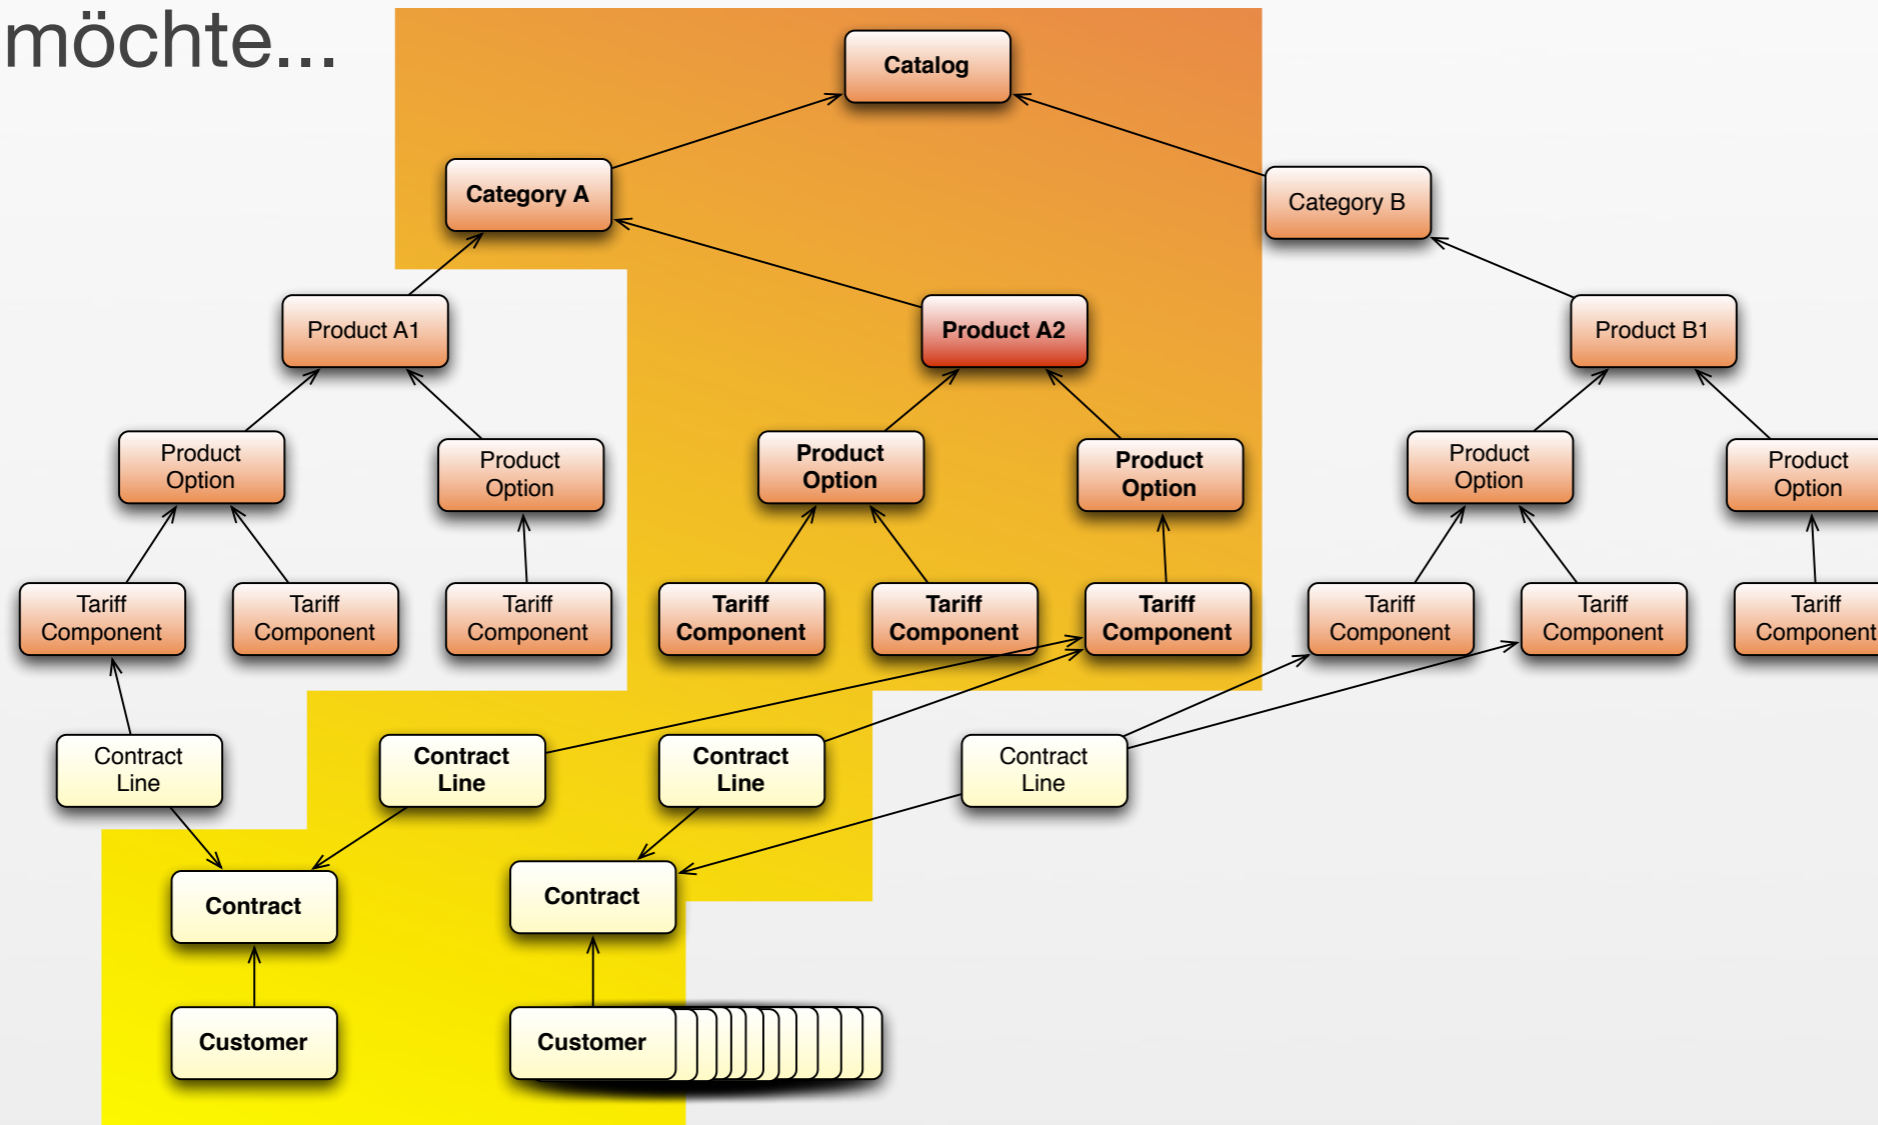 möchte...
Catalog
Category A
Category B
Product A1
Product A2
Product B1
Product
Option
Product
Option
Product
Option
Product
Option
Product
Option
Product
Option
Tariff
Component
Tariff
Component
Tariff
Component
Tariff
Component
Tariff
Component
Tariff
Component
Tariff
Component
Tariff
Component
Tariff
Component
Contract
Line
Contract
Line
Contract
Line
Contract
Line
Contract
Contract
Customer
Customer